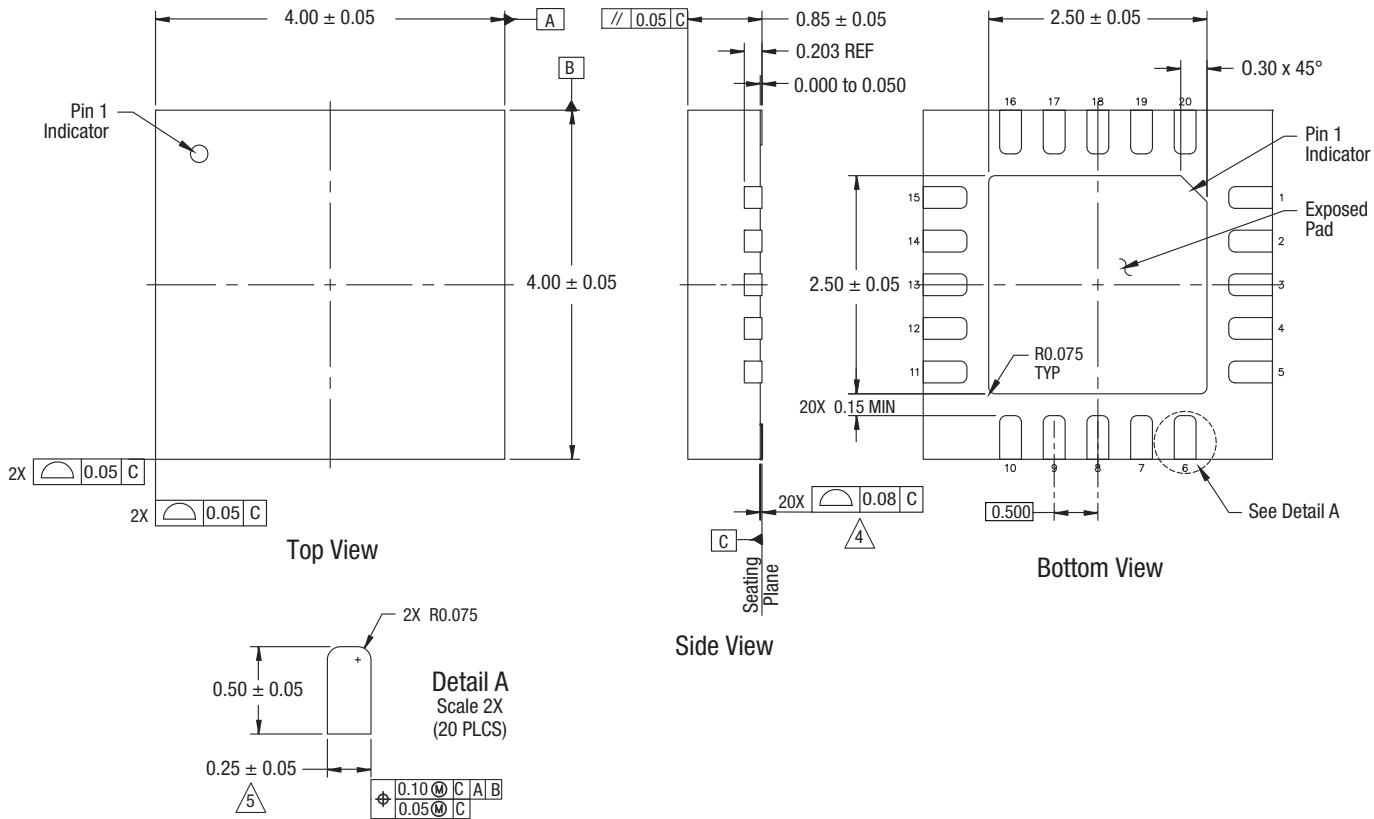 4.00 ± 0.05
A
B
Pin 1
Indicator
4.00 ± 0.05
2X 0.05 C
2X 0.05 C
Top View
// 0.05 C
0.85 ± 0.05
0.203 REF
0.000 to 0.050
20X 0.08 C
4
C
Seating
Plane
Side View
2.50 ± 0.05
0.30 x 45°
16 17 18 19 20
Pin 1
Indicator
Exposed
Pad
15
14
13
12
11
1
2
3
4
5
2.50 ± 0.05
R0.075
TYP
20X 0.15 MIN
10 9 8 7 6
0.500
See Detail A
Bottom View
2X R0.075
0.50 ± 0.05
Detail A
Scale 2X
(20 PLCS)
0.25 ± 0.05
5
⌖ 0.10 Ⓜ C A B
0.05 Ⓜ C